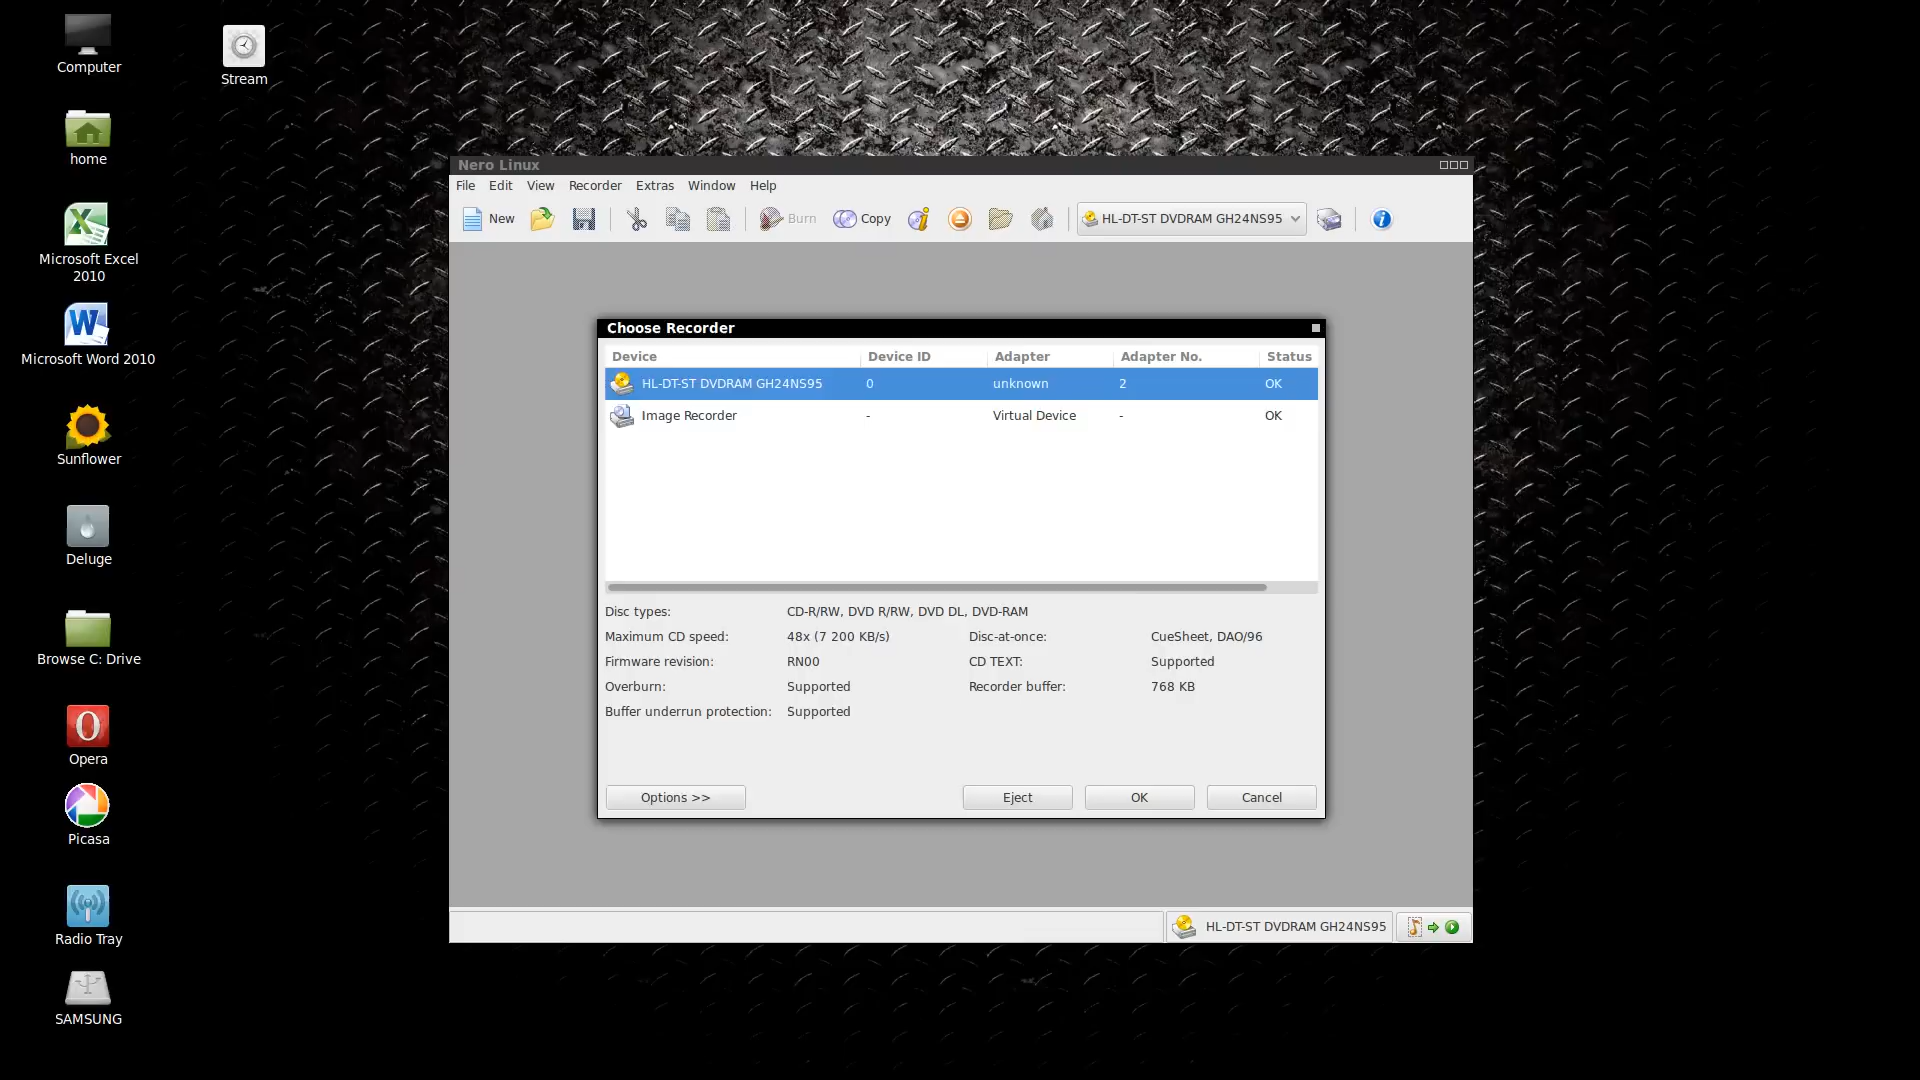 Computer
Stream
home
Microsoft Excel
2010
Microsoft Word 2010
Sunflower
Deluge
Browse C: Drive
Opera
Picasa
Radio Tray
SAMSUNG
Nero Linux
File Edit View Recorder Extras Window Help
New Burn Copy HL-DT-ST DVDRAM GH24NS95
Choose Recorder
Device Device ID Adapter Adapter No. Status
HL-DT-ST DVDRAM GH24NS95 0 unknown 2 OK
Image Recorder - Virtual Device - OK
Disc types: CD-R/RW, DVD R/RW, DVD DL, DVD-RAM
Maximum CD speed: 48x (7 200 KB/s) Disc-at-once: CueSheet, DAO/96
Firmware revision: RN00 CD TEXT: Supported
Overburn: Supported Recorder buffer: 768 KB
Buffer underrun protection: Supported
Options >> Eject OK Cancel
HL-DT-ST DVDRAM GH24NS95